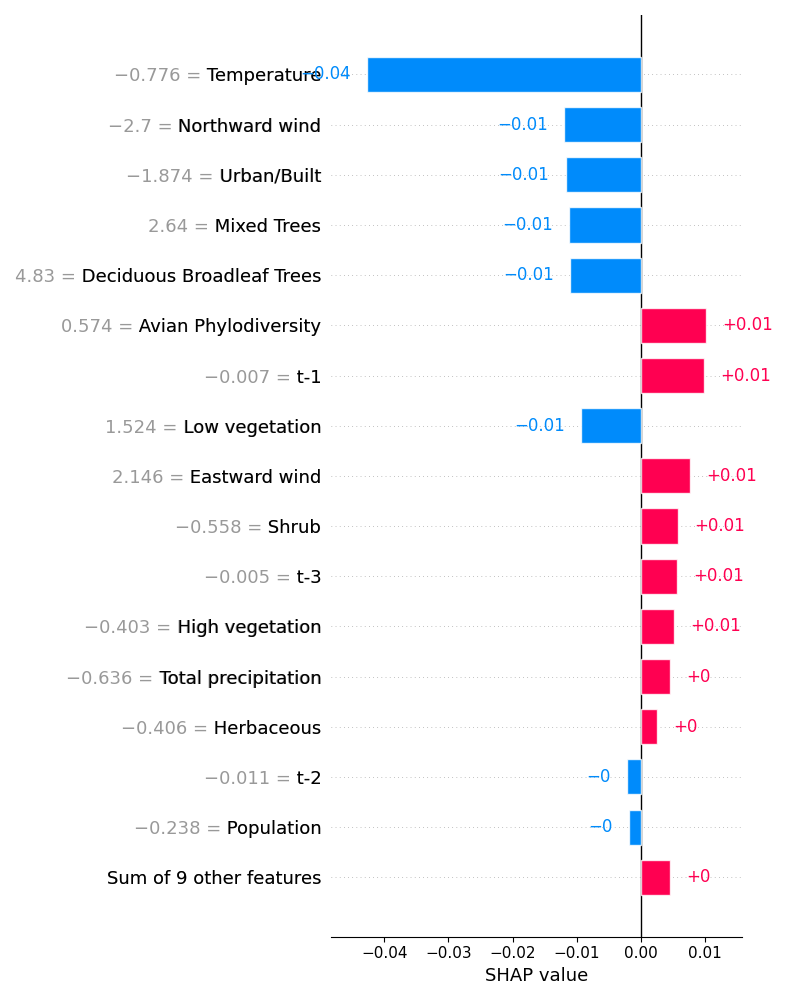 −0.776 = Temperature −0.04
−2.7 = Northward wind −0.01
−1.874 = Urban/Built −0.01
2.64 = Mixed Trees −0.01
4.83 = Deciduous Broadleaf Trees −0.01
0.574 = Avian Phylodiversity +0.01
−0.007 = t-1 +0.01
1.524 = Low vegetation −0.01
2.146 = Eastward wind +0.01
−0.558 = Shrub +0.01
−0.005 = t-3 +0.01
−0.403 = High vegetation +0.01
−0.636 = Total precipitation +0
−0.406 = Herbaceous +0
−0.011 = t-2 −0
−0.238 = Population −0
Sum of 9 other features +0
−0.04 −0.03 −0.02 −0.01 0.00 0.01
SHAP value